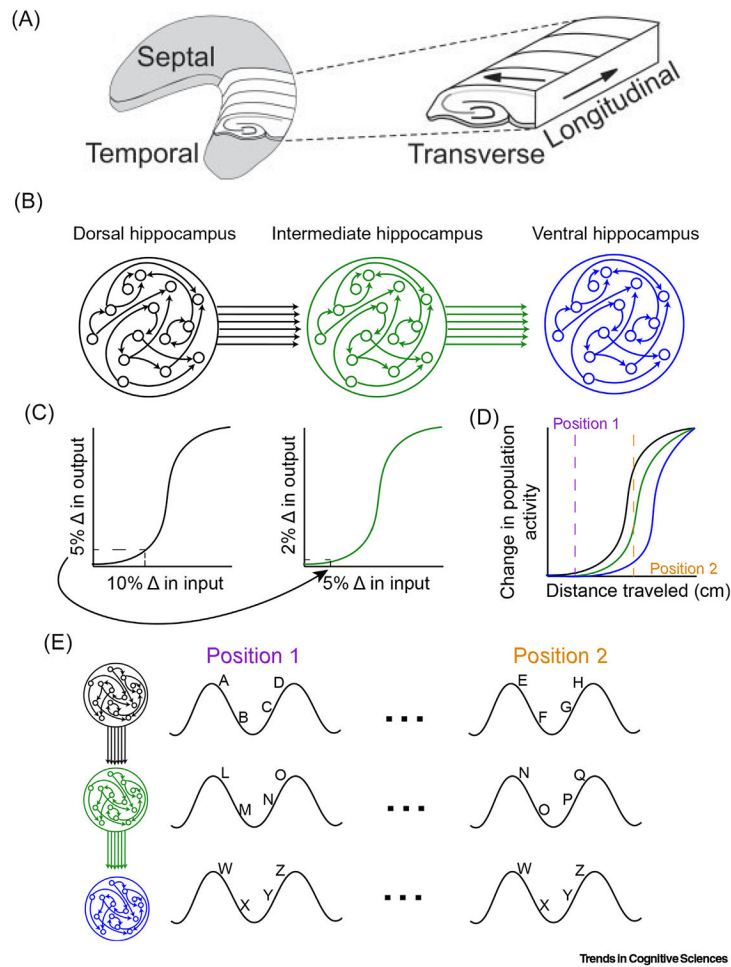 (A)
Septal
Temporal
Transverse
Longitudinal
(B)
Dorsal hippocampus
Intermediate hippocampus
Ventral hippocampus
(C)
5% Δ in output
10% Δ in input
2% Δ in output
5% Δ in input
(D)
Position 1
Change in population
activity
Position 2
Distance traveled (cm)
(E)
Position 1
Position 2
A D E H
B C F G
L O N Q
M N O P
W Z W Z
X Y X Y
Trends in Cognitive Sciences